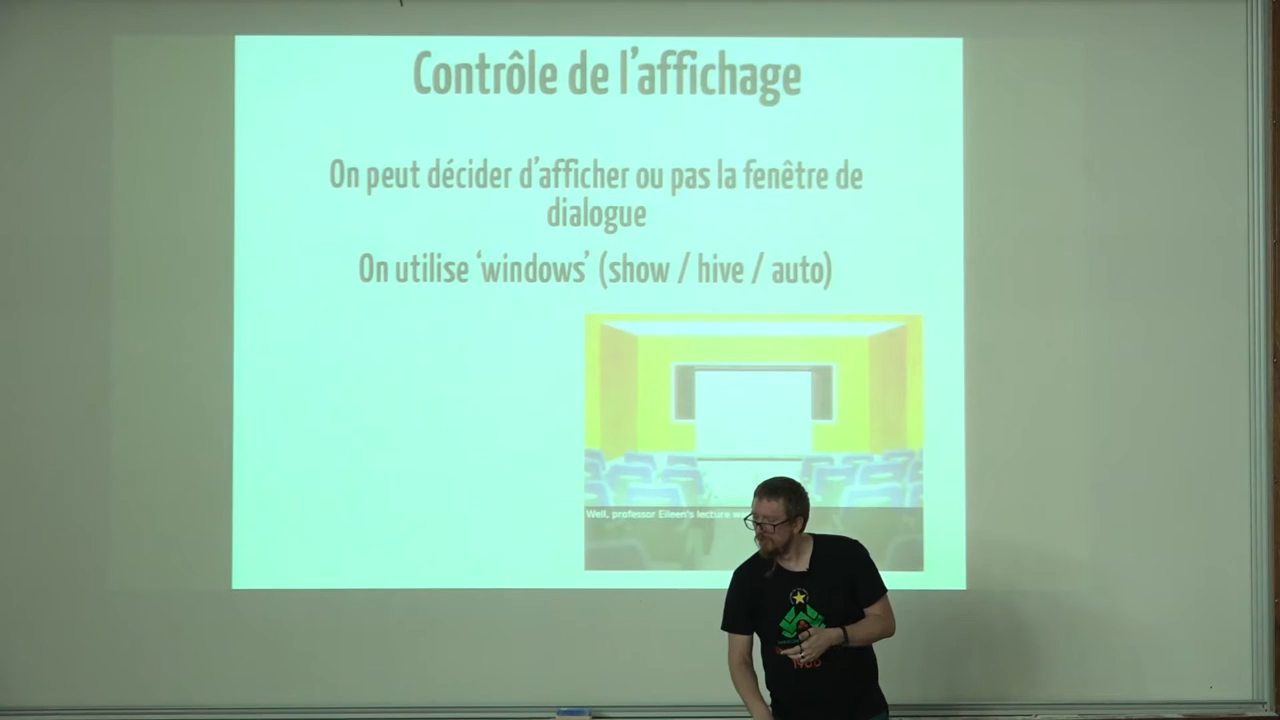 Contrôle de l’affichage
On peut décider d’afficher ou pas la fenêtre de
dialogue
On utilise ‘windows’ (show / hive / auto)
Well, professor Eileen's lecture